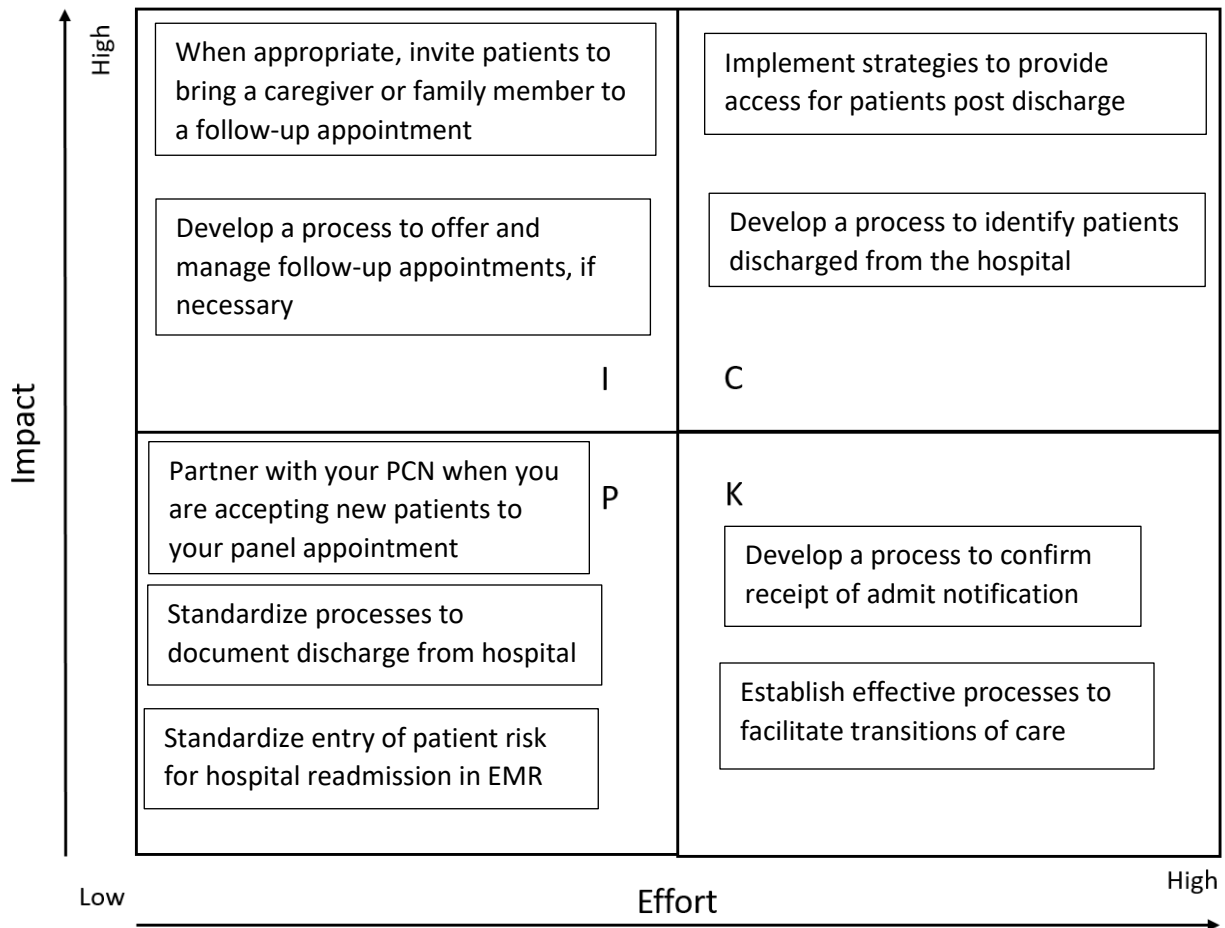 High
When appropriate, invite patients to
bring a caregiver or family member to
a follow-up appointment
Develop a process to offer and
manage follow-up appointments, if
necessary
I
Implement strategies to provide
access for patients post discharge
Develop a process to identify patients
discharged from the hospital
C
Impact
Partner with your PCN when you
are accepting new patients to
your panel appointment
P
Standardize processes to
document discharge from hospital
Standardize entry of patient risk
for hospital readmission in EMR
K
Develop a process to confirm
receipt of admit notification
Establish effective processes to
facilitate transitions of care
Low
Effort
High